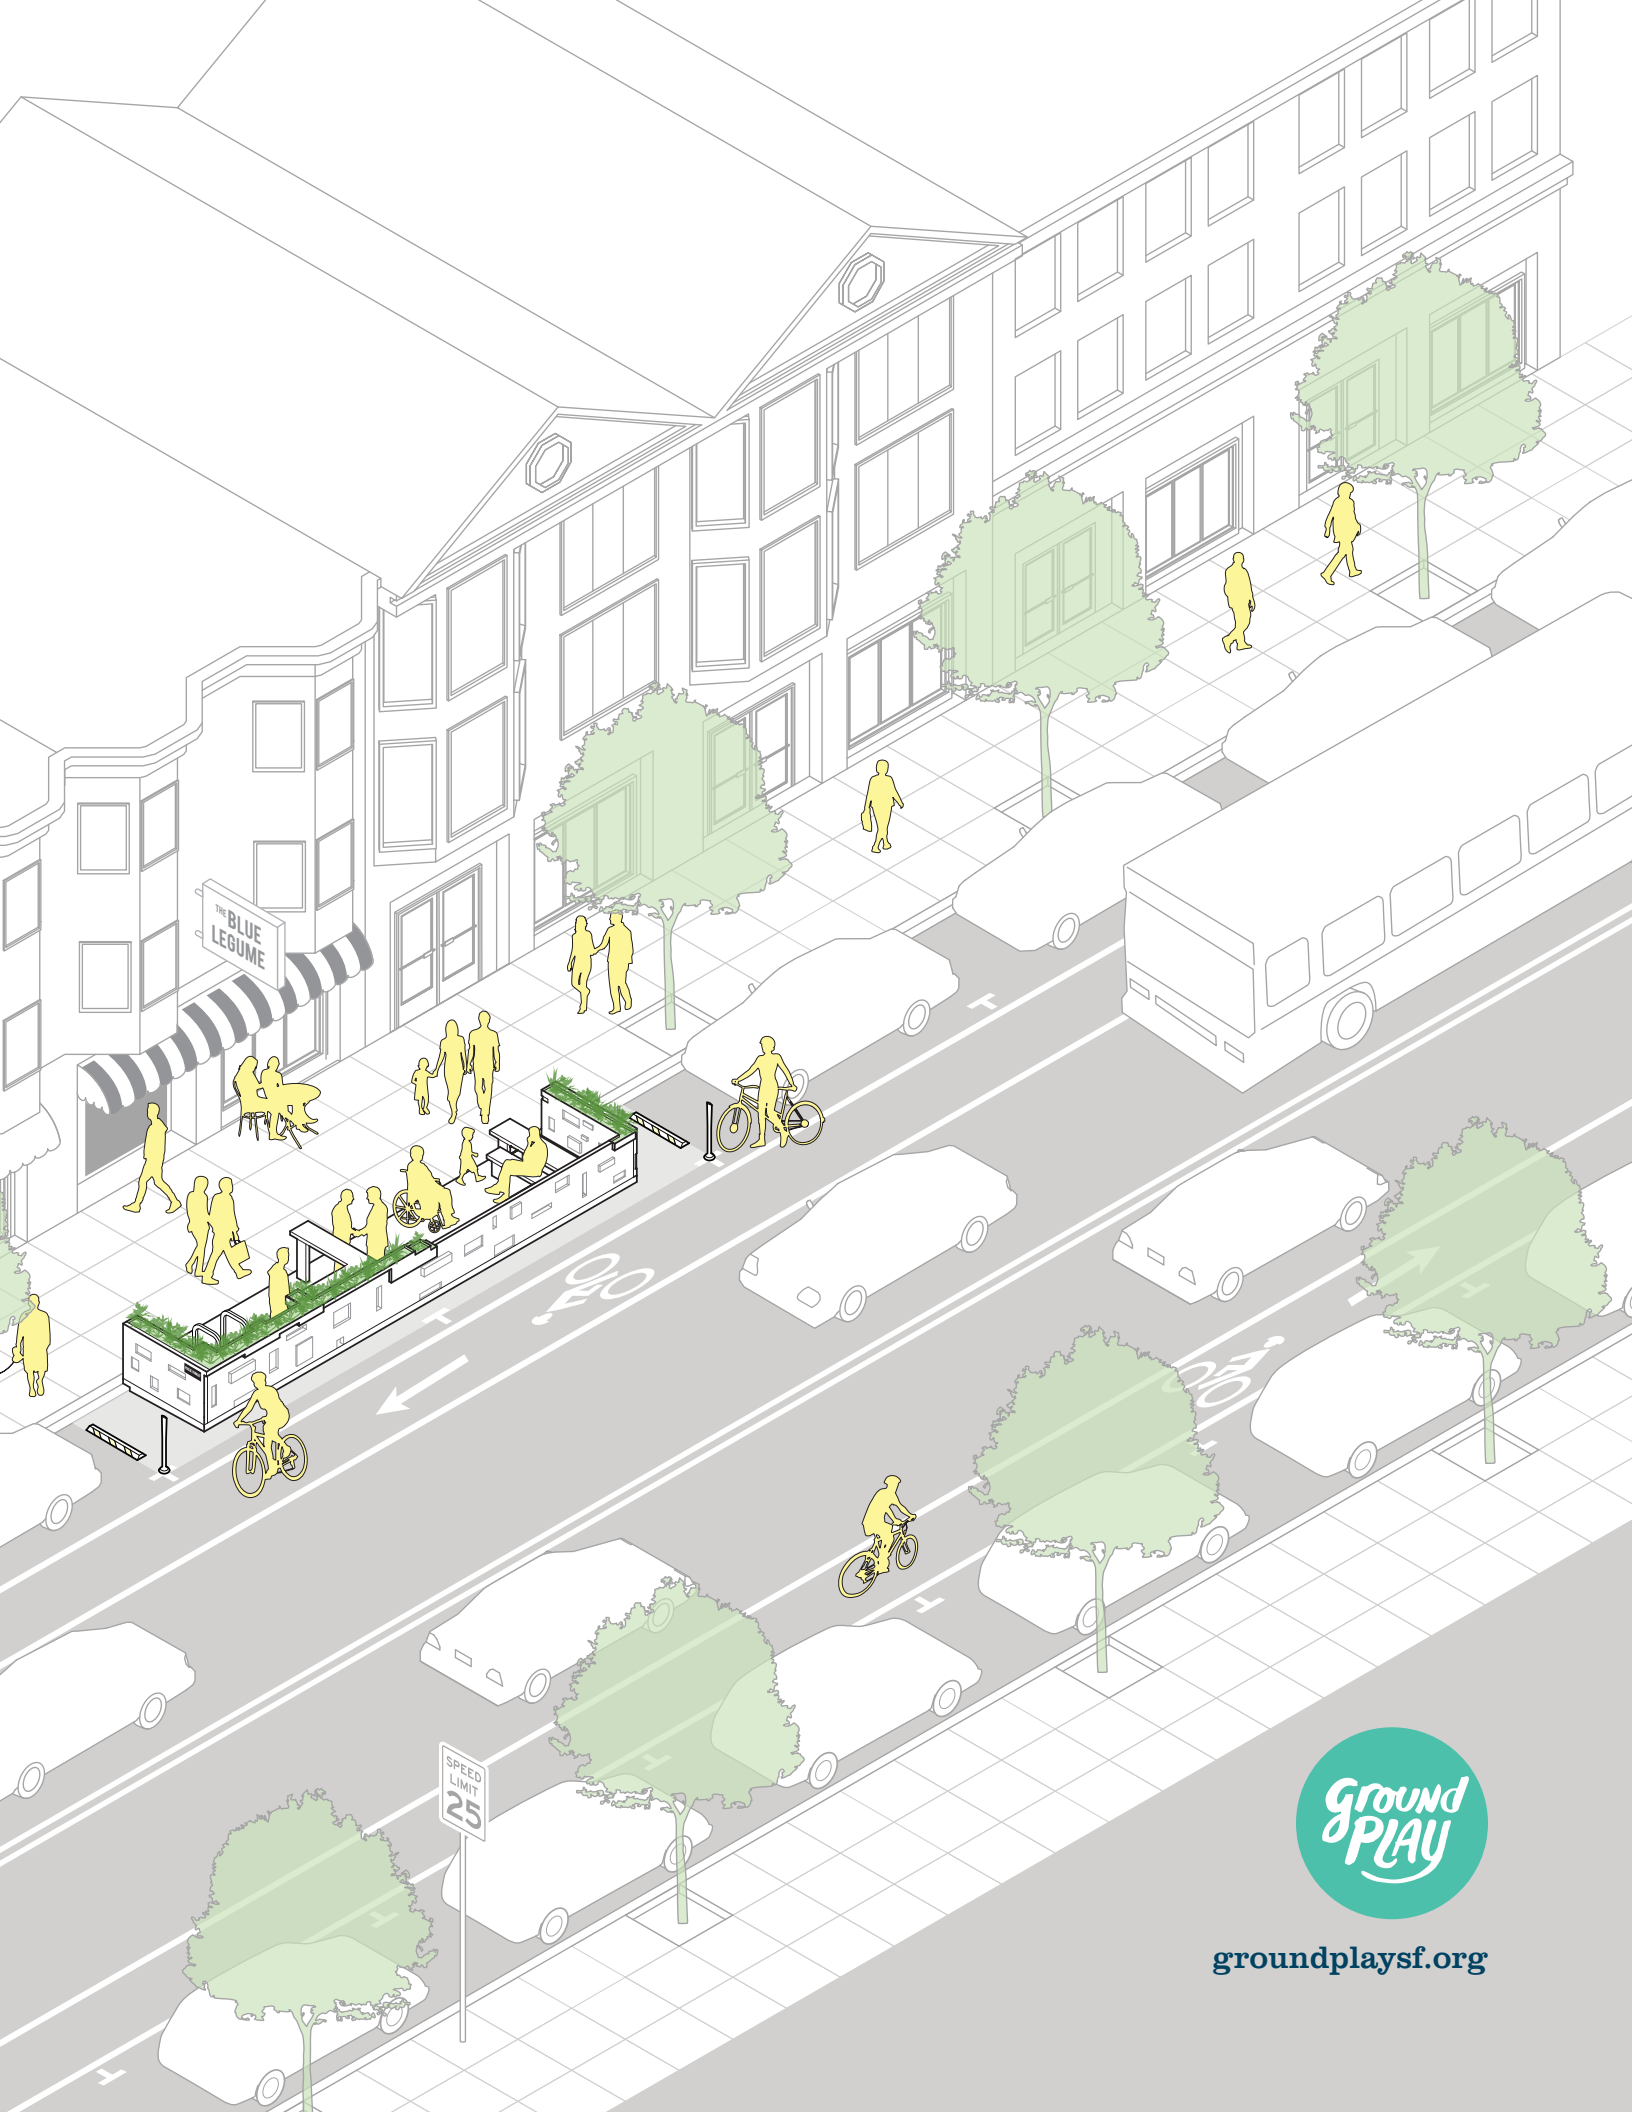 THE BLUE
LEGUME
SPEED
LIMIT
25
Ground
PLAY
groundplaysf.org